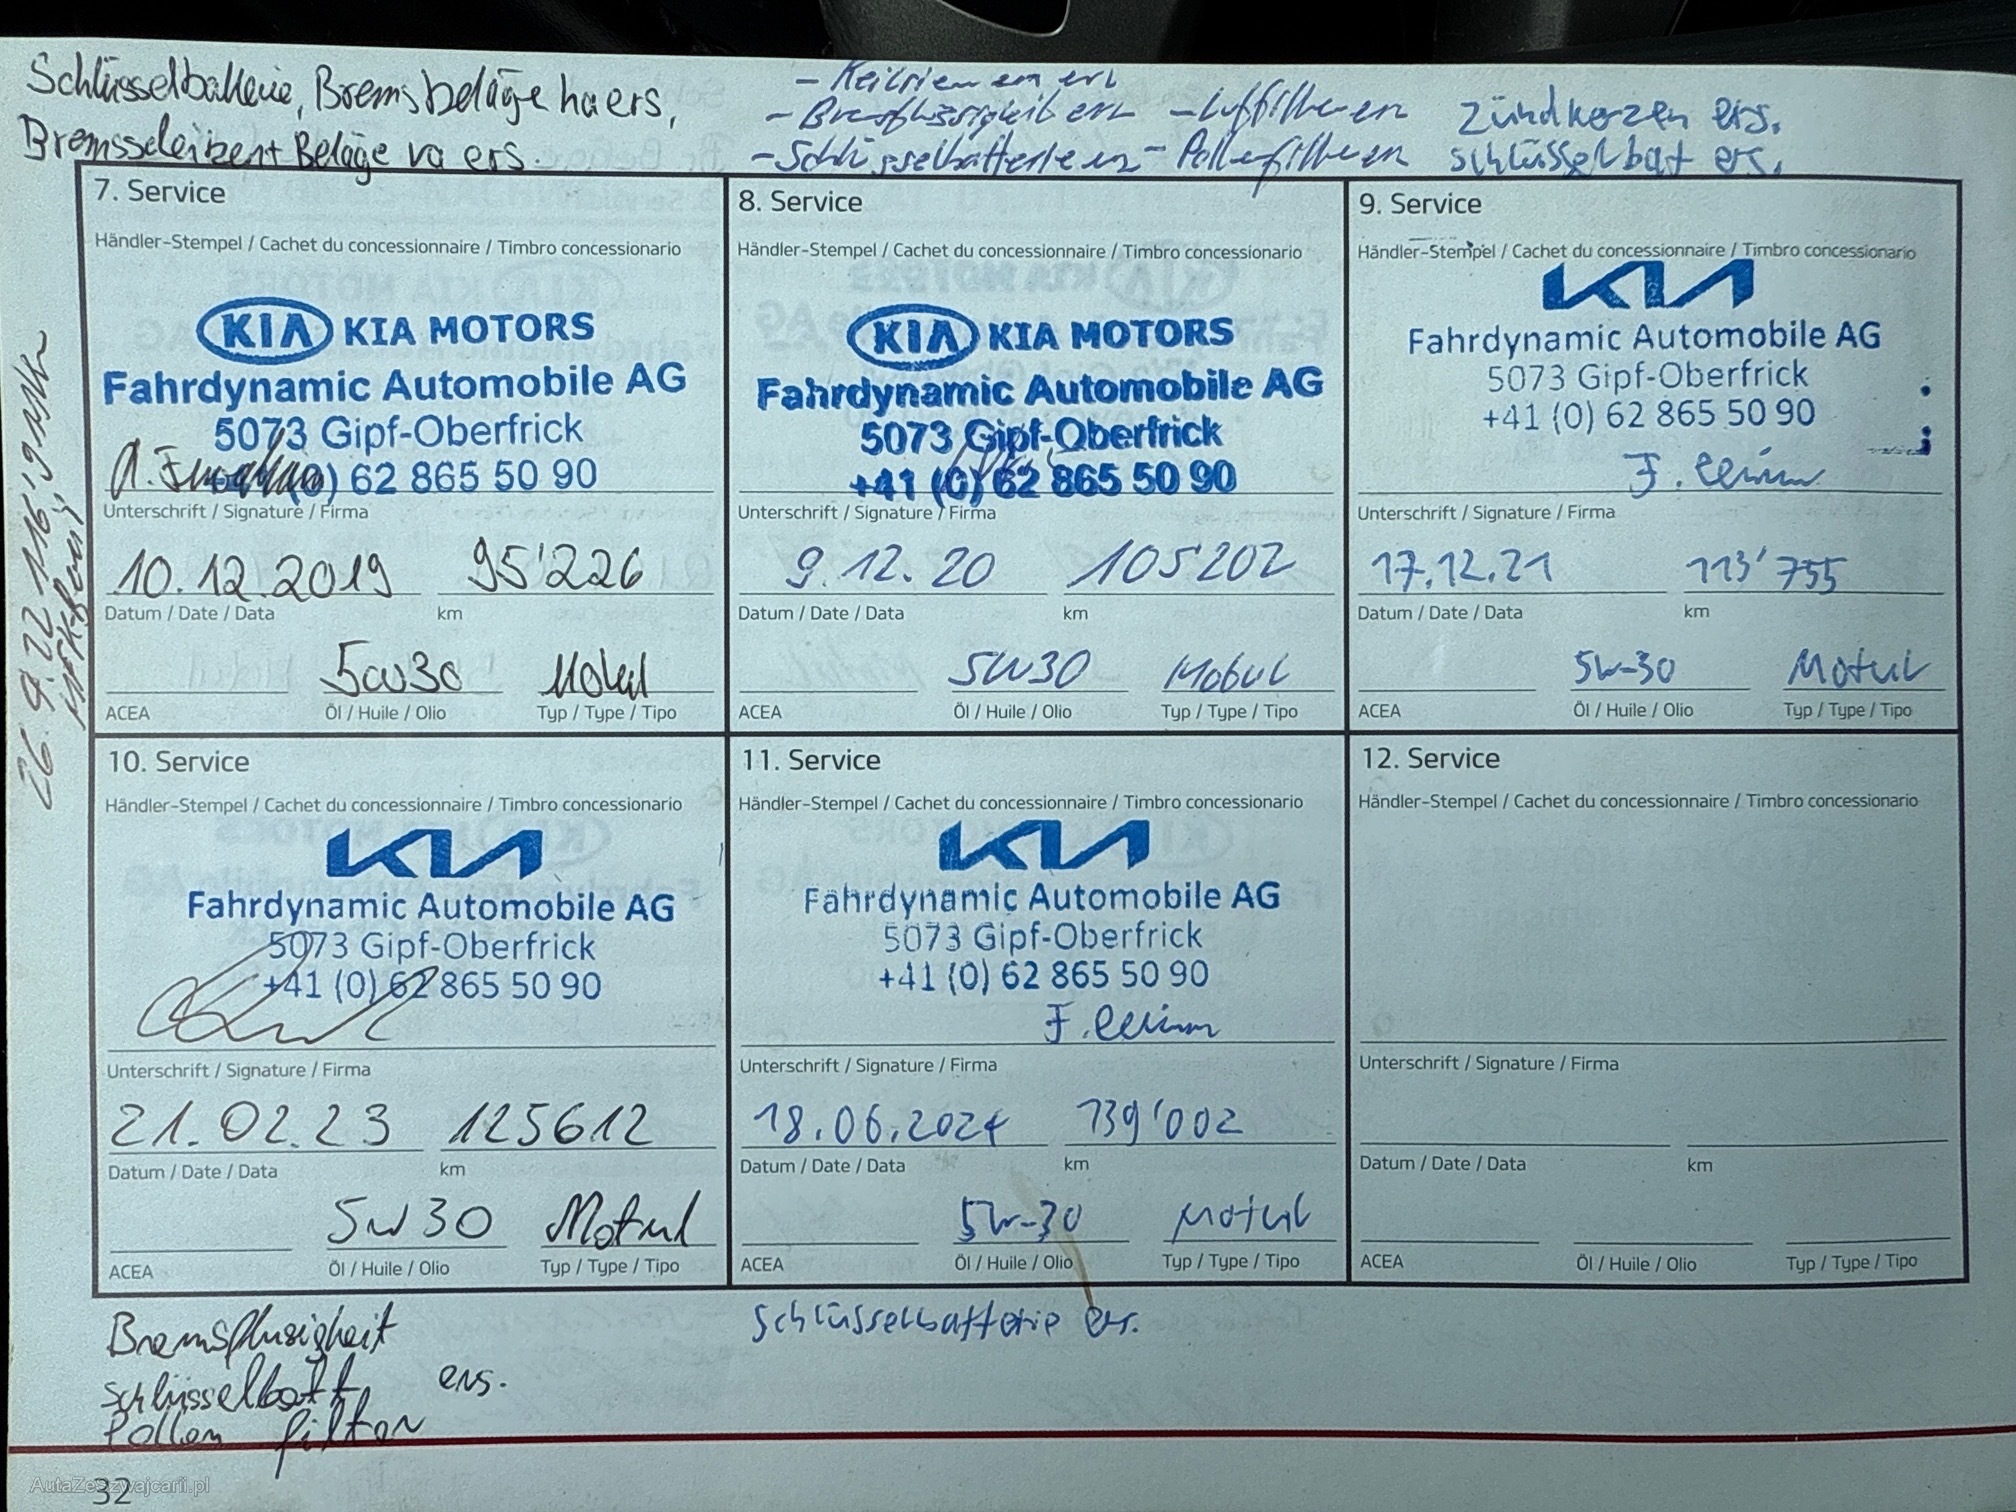 Schlüsselbatterie, Bremsbeläge ha ers,
Bremsscheiben + Beläge va ers.
- Keilriemen ers
- Bremsflüssigkeit ers - Luftfilter ers
- Schlüsselbatterie ers - Pollenfilter ers
Zündkerzen ers.
Schlüsselbat ers.
7. Service
Händler-Stempel / Cachet du concessionnaire / Timbro concessionario
KIA KIA MOTORS
Fahrdynamic Automobile AG
5073 Gipf-Oberfrick
(0) 62 865 50 90
Unterschrift / Signature / Firma
10.12.2019 95'226
Datum / Date / Data km
5W30 Motul
ACEA Öl / Huile / Olio Typ / Type / Tipo
8. Service
Händler-Stempel / Cachet du concessionnaire / Timbro concessionario
KIA KIA MOTORS
Fahrdynamic Automobile AG
5073 Gipf-Oberfrick
+41 (0) 62 865 50 90
Unterschrift / Signature / Firma
9.12.20 105'202
Datum / Date / Data km
5W30 Motul
ACEA Öl / Huile / Olio Typ / Type / Tipo
9. Service
Händler-Stempel / Cachet du concessionnaire / Timbro concessionario
KIA
Fahrdynamic Automobile AG
5073 Gipf-Oberfrick
+41 (0) 62 865 50 90
Unterschrift / Signature / Firma
17.12.21 113'755
Datum / Date / Data km
5W-30 Motul
ACEA Öl / Huile / Olio Typ / Type / Tipo
26.9.22 116'
10. Service
Händler-Stempel / Cachet du concessionnaire / Timbro concessionario
KIA
Fahrdynamic Automobile AG
5073 Gipf-Oberfrick
+41 (0) 62 865 50 90
Unterschrift / Signature / Firma
21.02.23 125612
Datum / Date / Data km
5W30 Motul
ACEA Öl / Huile / Olio Typ / Type / Tipo
11. Service
Händler-Stempel / Cachet du concessionnaire / Timbro concessionario
KIA
Fahrdynamic Automobile AG
5073 Gipf-Oberfrick
+41 (0) 62 865 50 90
Unterschrift / Signature / Firma
18.06.2024 139'002
Datum / Date / Data km
5W-30 Motul
ACEA Öl / Huile / Olio Typ / Type / Tipo
12. Service
Händler-Stempel / Cachet du concessionnaire / Timbro concessionario
Unterschrift / Signature / Firma
Datum / Date / Data km
ACEA Öl / Huile / Olio Typ / Type / Tipo
Bremsflusigheit
Schlüsselbatt ers.
Pollen filter
Schlüsselbatterie ers.
AutaZeSzwajcarii.pl
32